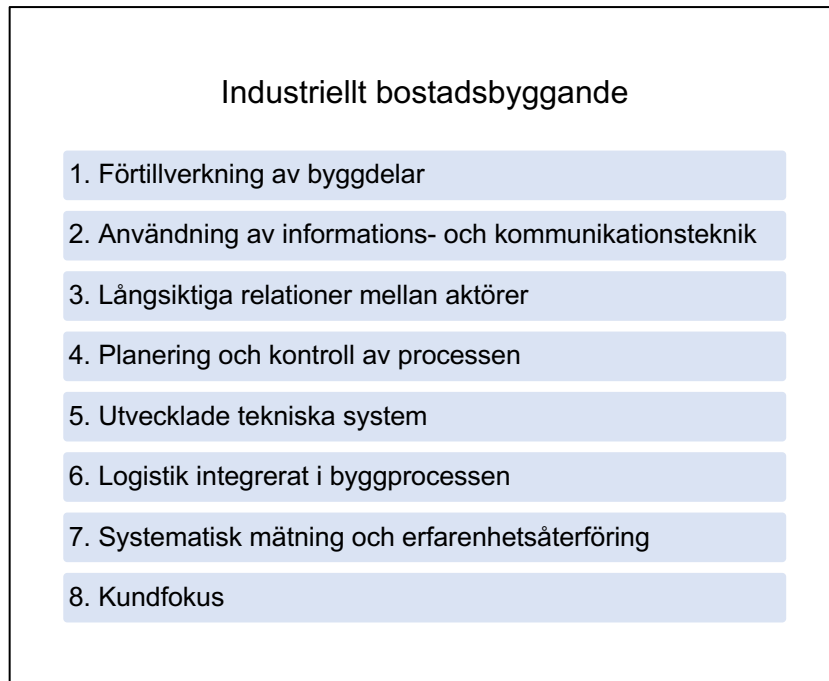 Industriellt bostadsbyggande
1. Förtillverkning av byggdelar
2. Användning av informations- och kommunikationsteknik
3. Långsiktiga relationer mellan aktörer
4. Planering och kontroll av processen
5. Utvecklade tekniska system
6. Logistik integrerat i byggprocessen
7. Systematisk mätning och erfarenhetsåterföring
8. Kundfokus